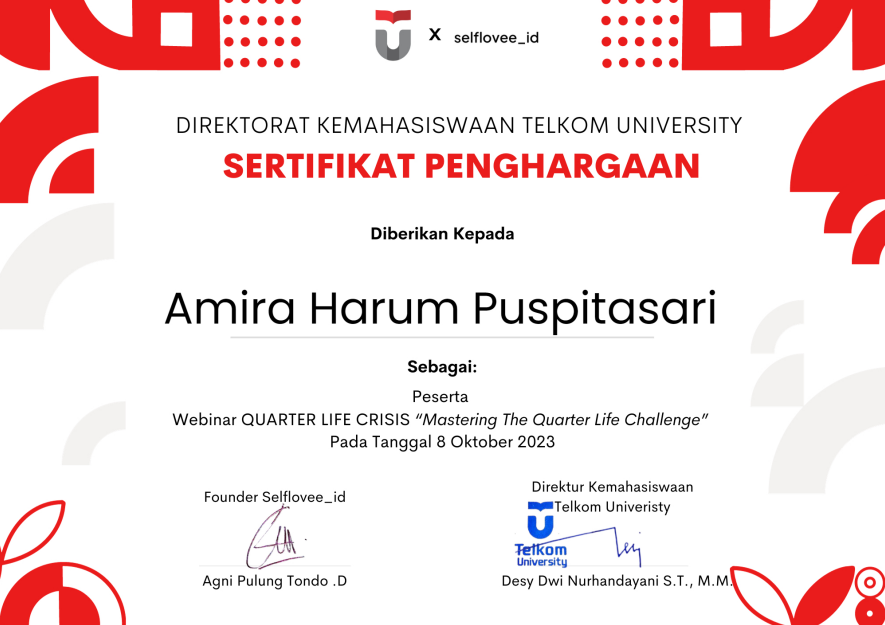 X selflovee_id
DIREKTORAT KEMAHASISWAAN TELKOM UNIVERSITY
SERTIFIKAT PENGHARGAAN
Diberikan Kepada
Amira Harum Puspitasari
Sebagai:
Peserta
Webinar QUARTER LIFE CRISIS “Mastering The Quarter Life Challenge”
Pada Tanggal 8 Oktober 2023
Founder Selflovee_id
Agni Pulung Tondo .D
Direktur Kemahasiswaan
Telkom Univeristy
Telkom
University
Desy Dwi Nurhandayani S.T., M.M.